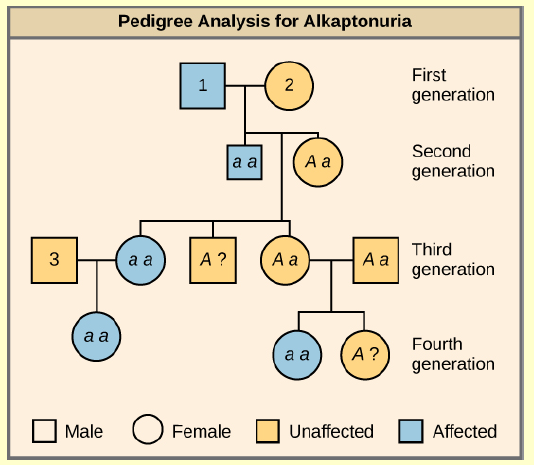 Pedigree Analysis for Alkaptonuria
1 2 First
generation
a a A a Second
generation
3 a a A ? A a A a Third
generation
a a a a A ? Fourth
generation
Male Female Unaffected Affected